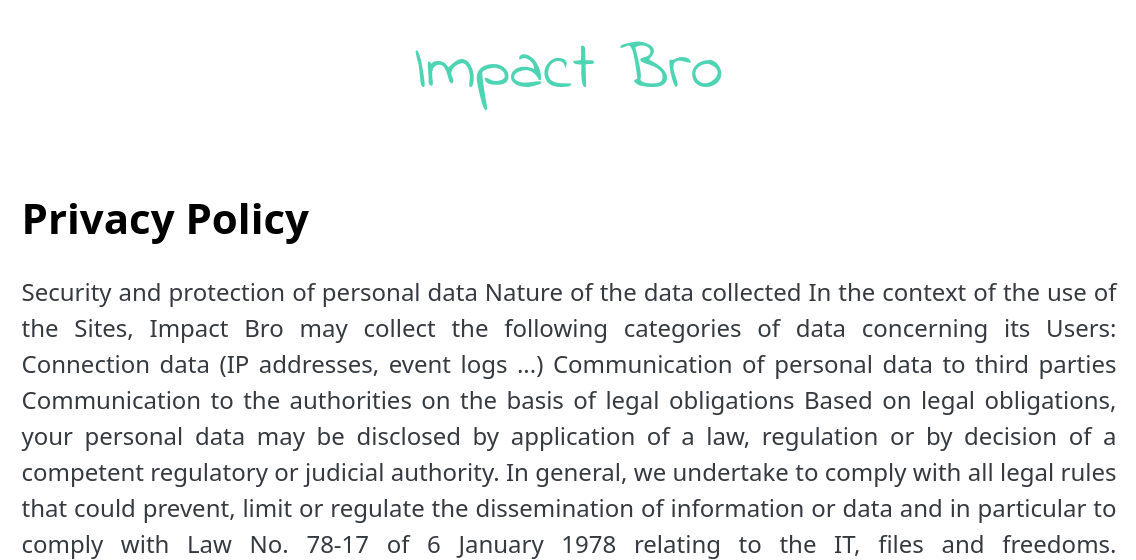 Impact Bro
Privacy Policy
Security and protection of personal data Nature of the data collected In the context of the use of
the Sites, Impact Bro may collect the following categories of data concerning its Users:
Connection data (IP addresses, event logs ...) Communication of personal data to third parties
Communication to the authorities on the basis of legal obligations Based on legal obligations,
your personal data may be disclosed by application of a law, regulation or by decision of a
competent regulatory or judicial authority. In general, we undertake to comply with all legal rules
that could prevent, limit or regulate the dissemination of information or data and in particular to
comply with Law No. 78-17 of 6 January 1978 relating to the IT, files and freedoms.